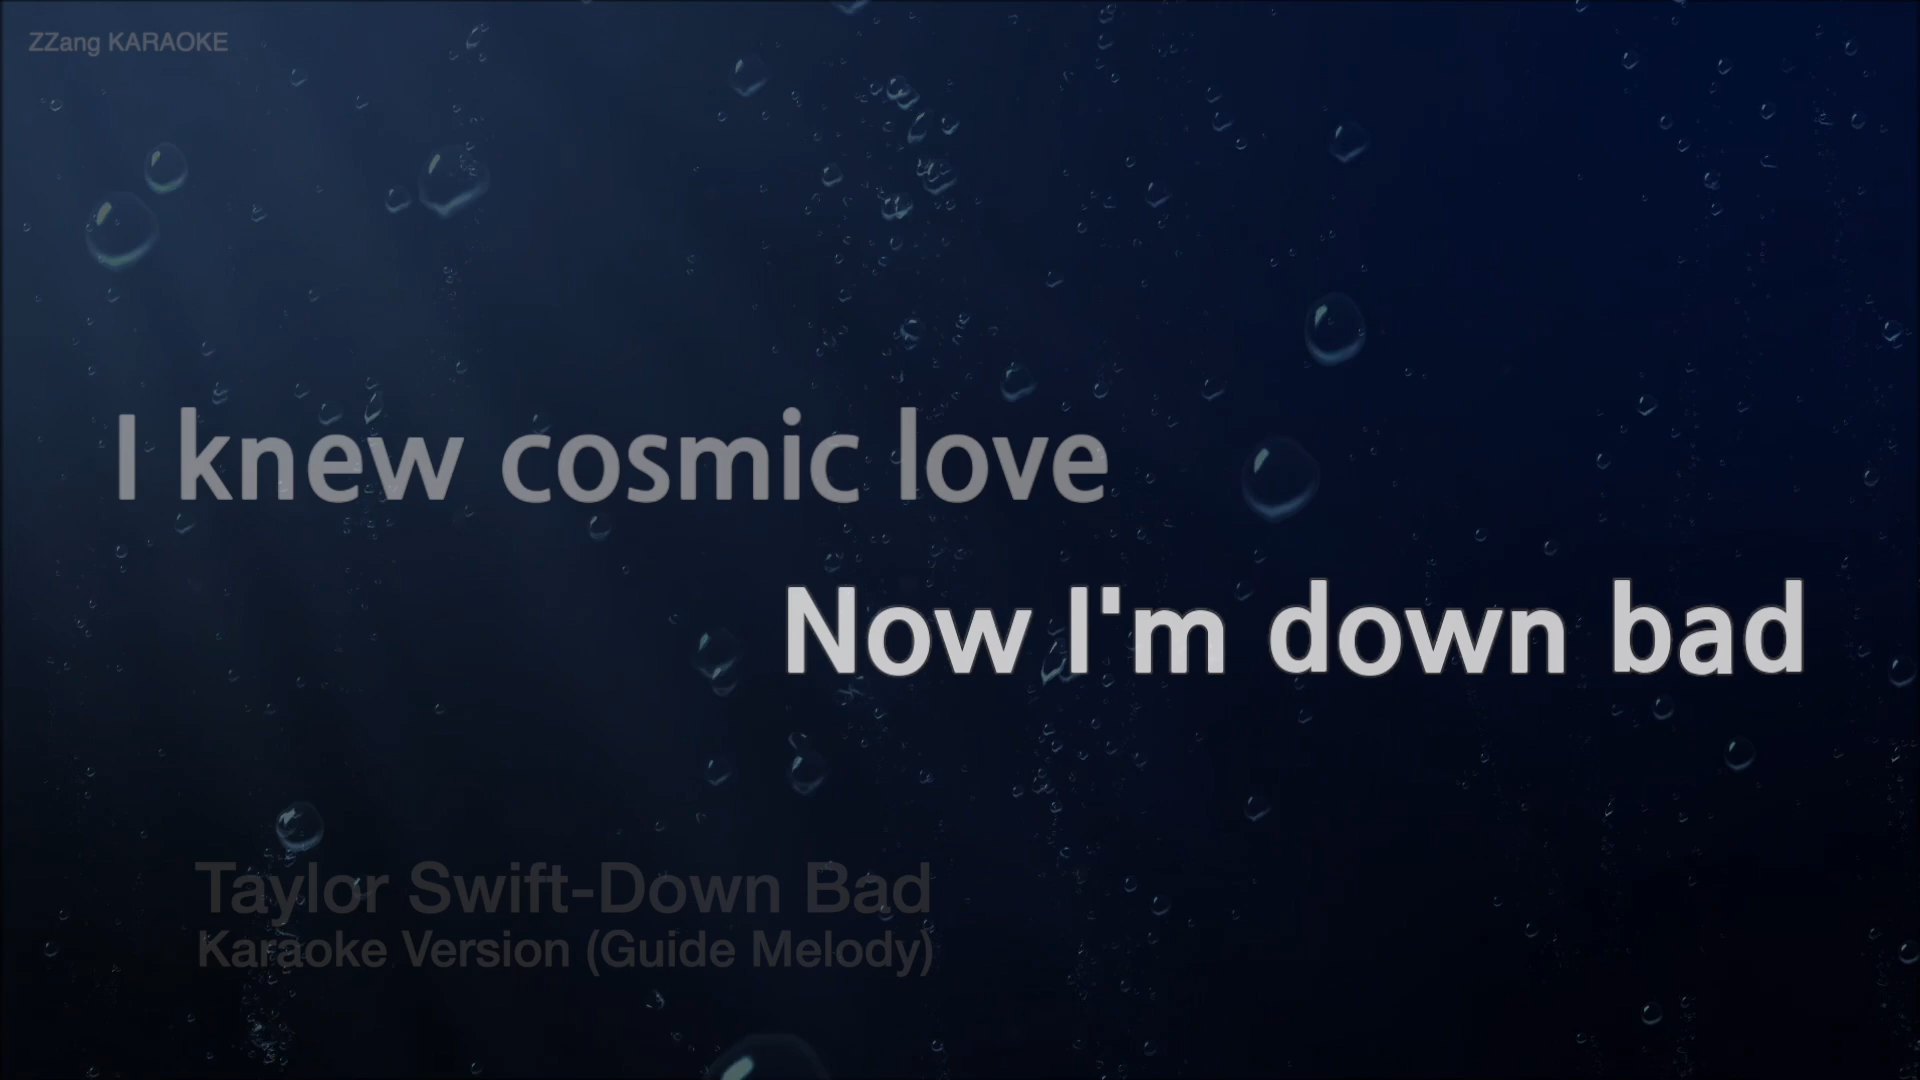 ZZang KARAOKE
I knew cosmic love
Now I'm down bad
Taylor Swift-Down Bad
Karaoke Version (Guide Melody)